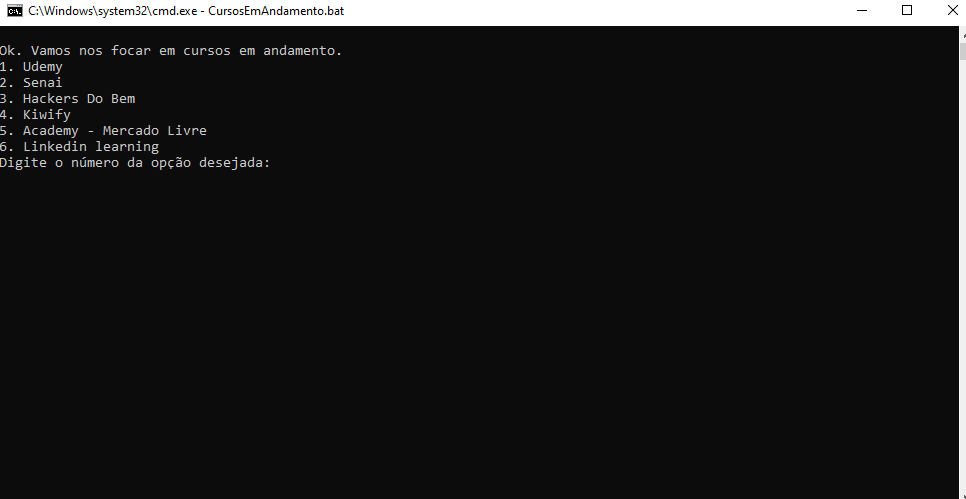 C:\Windows\system32\cmd.exe - CursosEmAndamento.bat
Ok. Vamos nos focar em cursos em andamento.
1. Udemy
2. Senai
3. Hackers Do Bem
4. Kiwify
5. Academy - Mercado Livre
6. Linkedin learning
Digite o número da opção desejada: